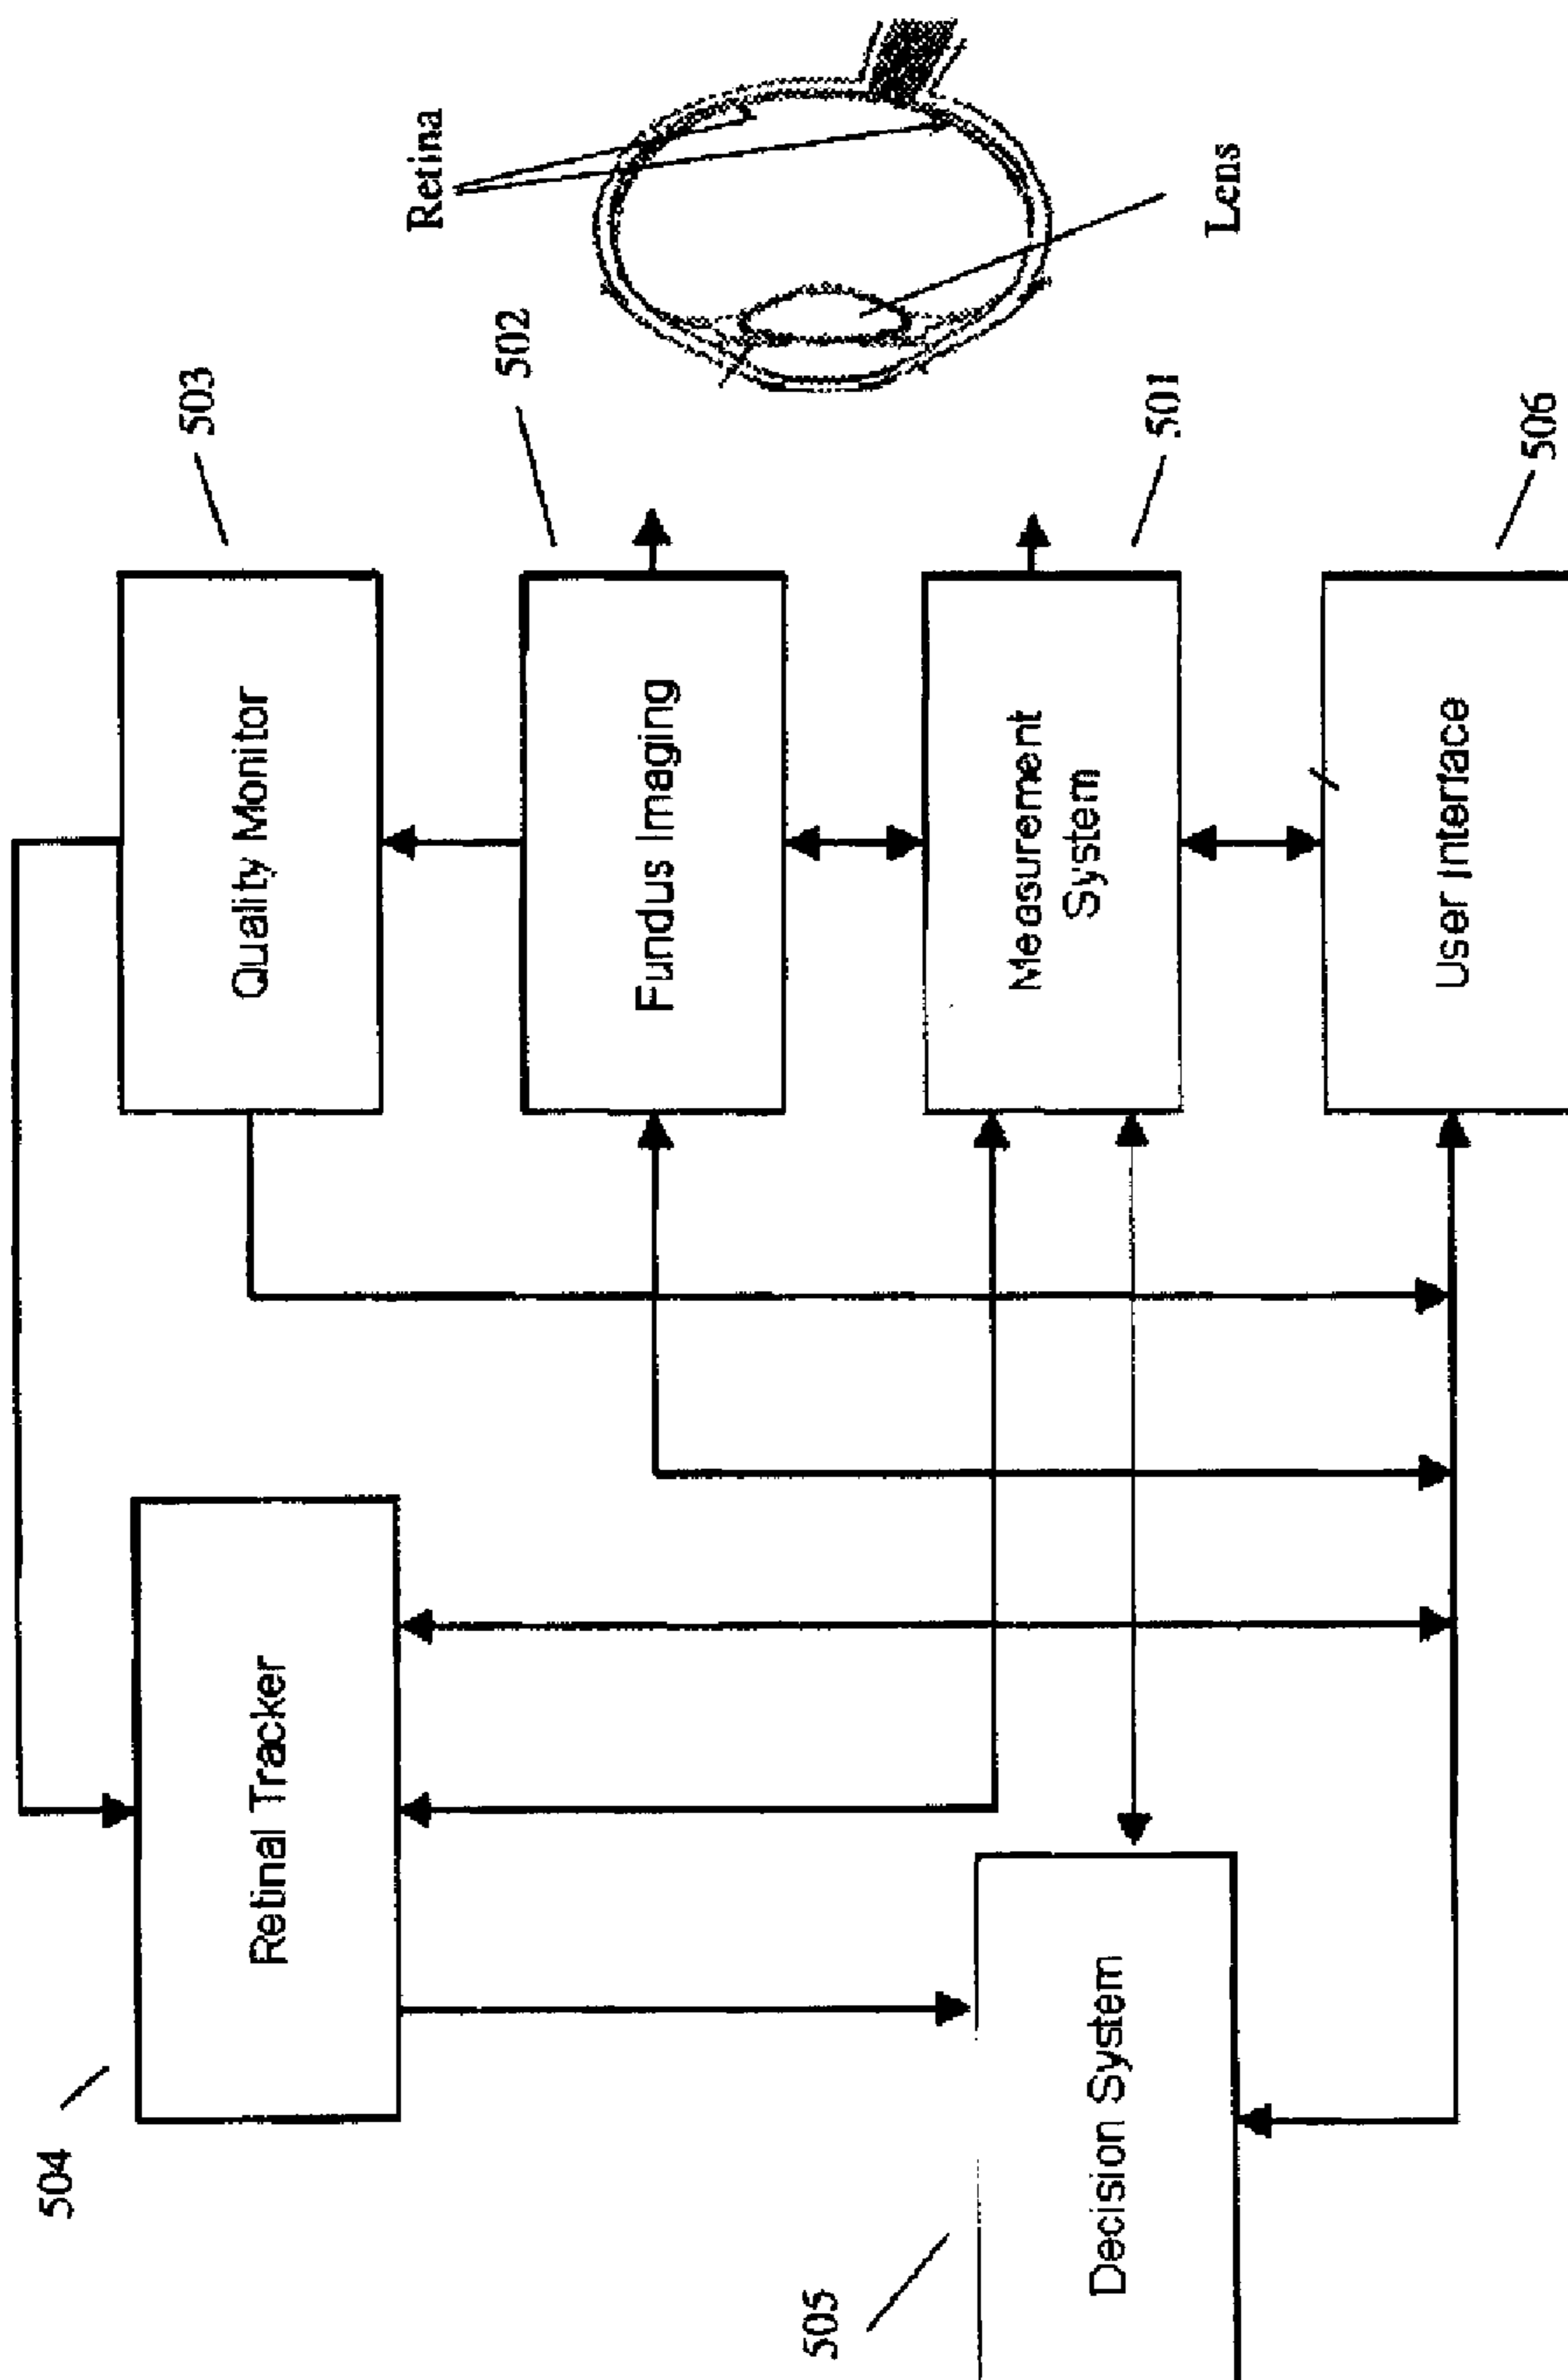 504
Retinal Tracker
503
Quality Monitor
502
Fundus Imaging
Retina
505
Decision System
Measurement
System
501
Lens
User Interface
506